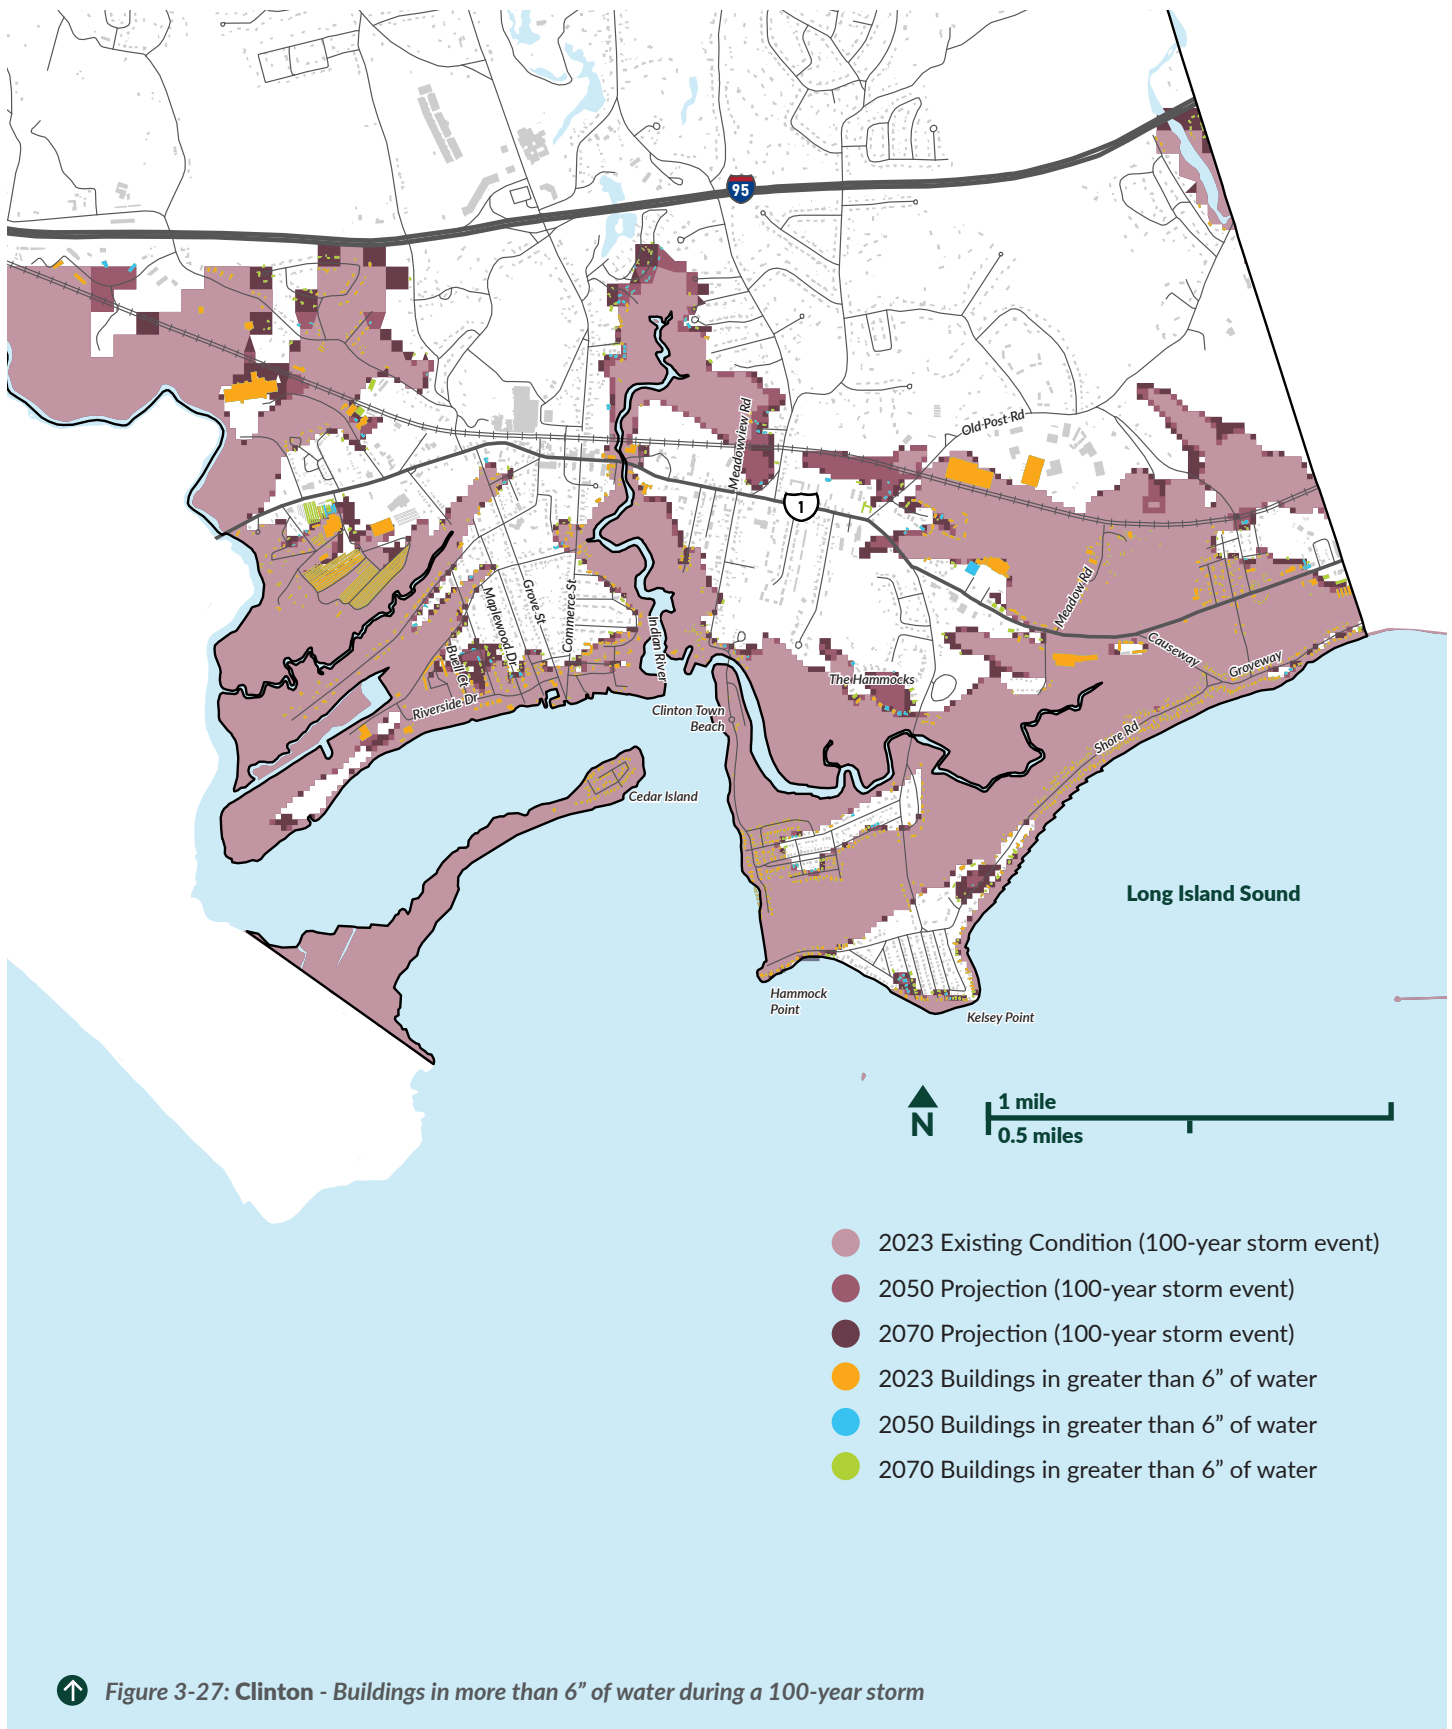 95
Meadowview Rd
Old Post Rd
1
Meadow Rd
Grove St
Maplewood Dr
Commerce St
Indian River
Buell Ct
Causeway
Groveway
The Hammocks
Riverside Dr
Clinton Town
Beach
Shore Rd
Cedar Island
Long Island Sound
Hammock
Point
Kelsey Point
N
1 mile
0.5 miles
2023 Existing Condition (100-year storm event)
2050 Projection (100-year storm event)
2070 Projection (100-year storm event)
2023 Buildings in greater than 6” of water
2050 Buildings in greater than 6” of water
2070 Buildings in greater than 6” of water
Figure 3-27: Clinton - Buildings in more than 6” of water during a 100-year storm